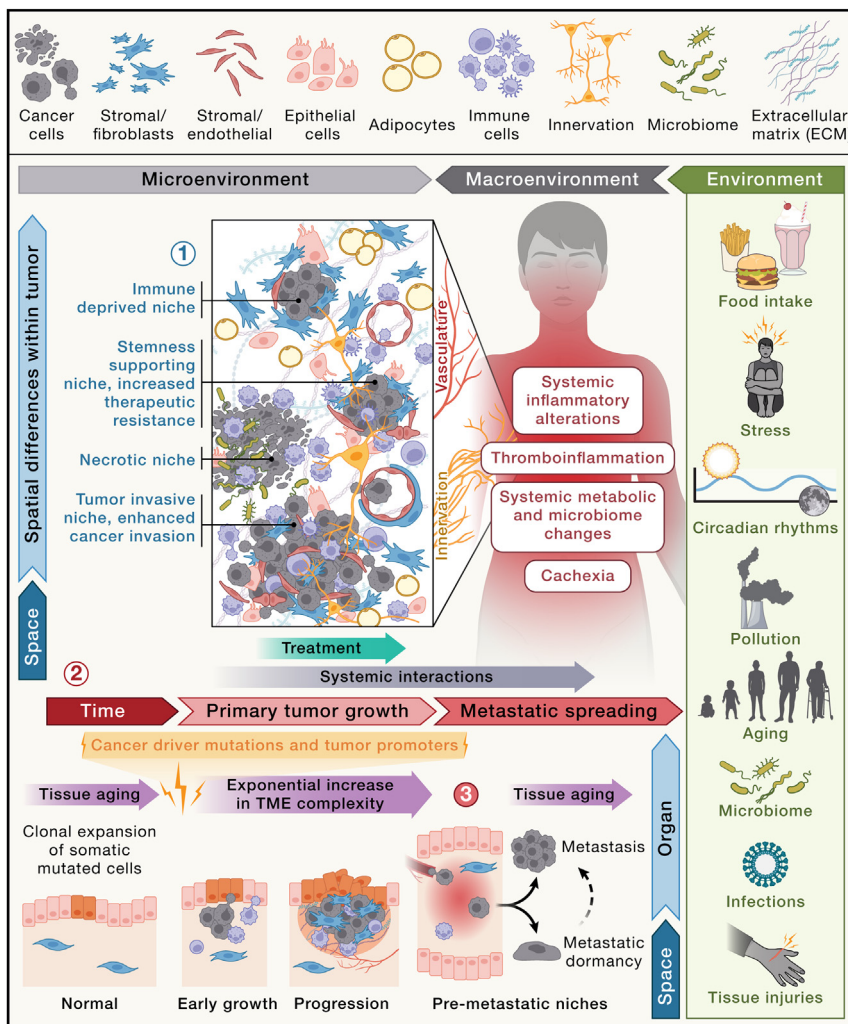 Cancer
cells
Stromal/
fibroblasts
Stromal/
endothelial
Epithelial
cells
Adipocytes
Immune
cells
Innervation
Microbiome
Extracellular
matrix (ECM)
Microenvironment
Macroenvironment
Environment
Spatial differences within tumor
Space
1
Immune
deprived niche
Stemness
supporting
niche, increased
therapeutic
resistance
Necrotic niche
Tumor invasive
niche, enhanced
cancer invasion
Vasculature
Innervation
Systemic
inflammatory
alterations
Thromboinflammation
Systemic metabolic
and microbiome
changes
Cachexia
Food intake
Stress
Circadian rhythms
Pollution
Aging
Microbiome
Infections
Tissue injuries
Treatment
Systemic interactions
2
Time
Primary tumor growth
Metastatic spreading
Cancer driver mutations and tumor promoters
Tissue aging
Exponential increase
in TME complexity
3
Tissue aging
Clonal expansion
of somatic
mutated cells
Metastasis
Metastatic
dormancy
Normal
Early growth
Progression
Pre-metastatic niches
Organ
Space